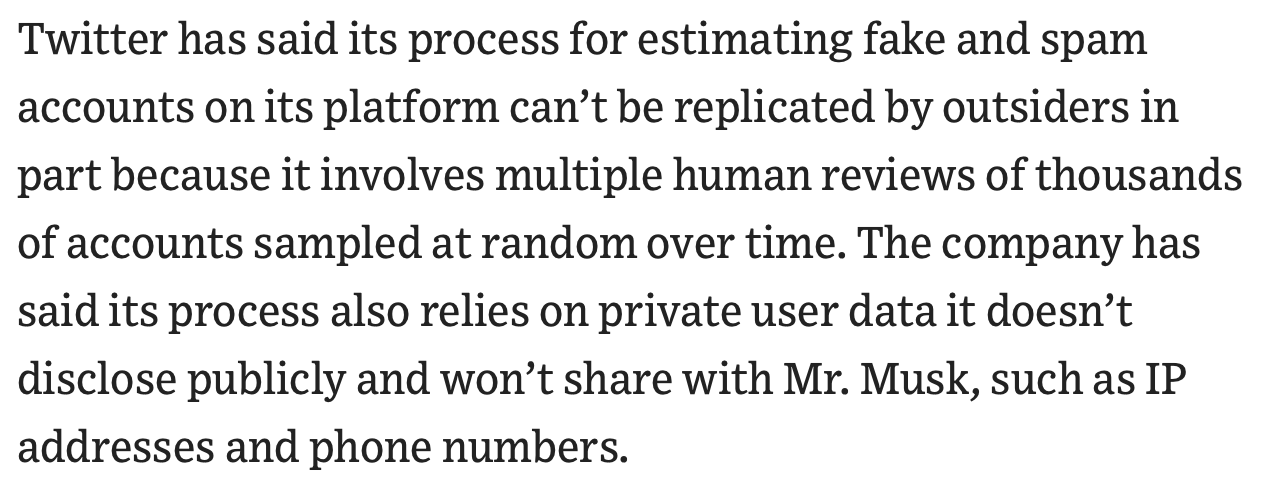 Twitter has said its process for estimating fake and spam
accounts on its platform can’t be replicated by outsiders in
part because it involves multiple human reviews of thousands
of accounts sampled at random over time. The company has
said its process also relies on private user data it doesn’t
disclose publicly and won’t share with Mr. Musk, such as IP
addresses and phone numbers.